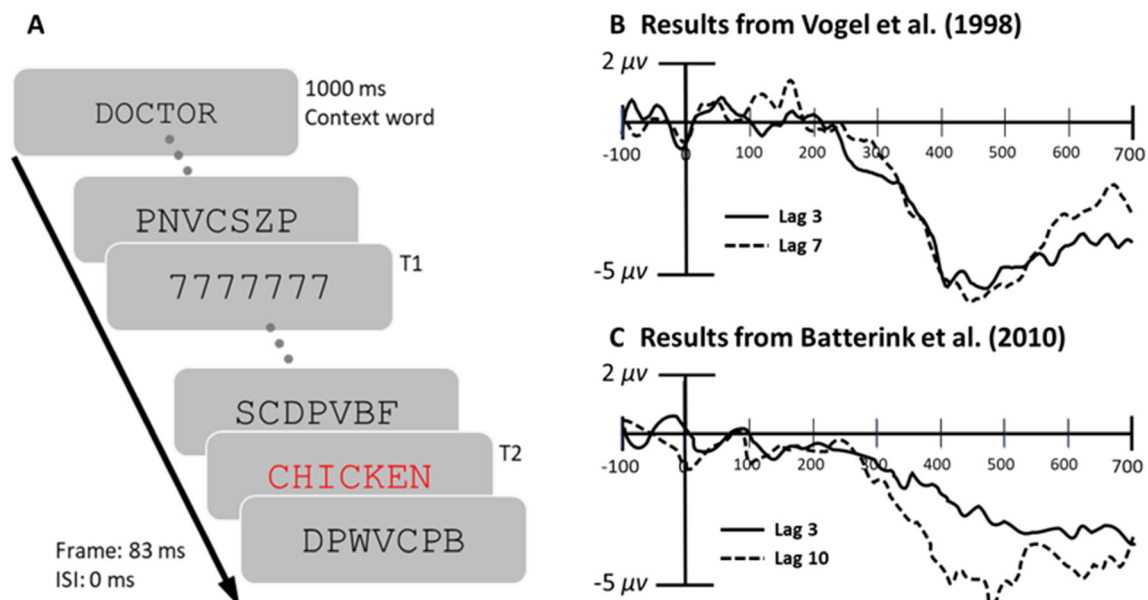 A
DOCTOR
1000 ms
Context word
PNVCSZP
7777777
T1
SCDPVBF
CHICKEN
T2
DPWVCPB
Frame: 83 ms
ISI: 0 ms
B Results from Vogel et al. (1998)
2 μv
-100 0 100 200 300 400 500 600 700
Lag 3
Lag 7
-5 μv
C Results from Batterink et al. (2010)
2 μv
-100 0 100 200 300 400 500 600 700
Lag 3
Lag 10
-5 μv